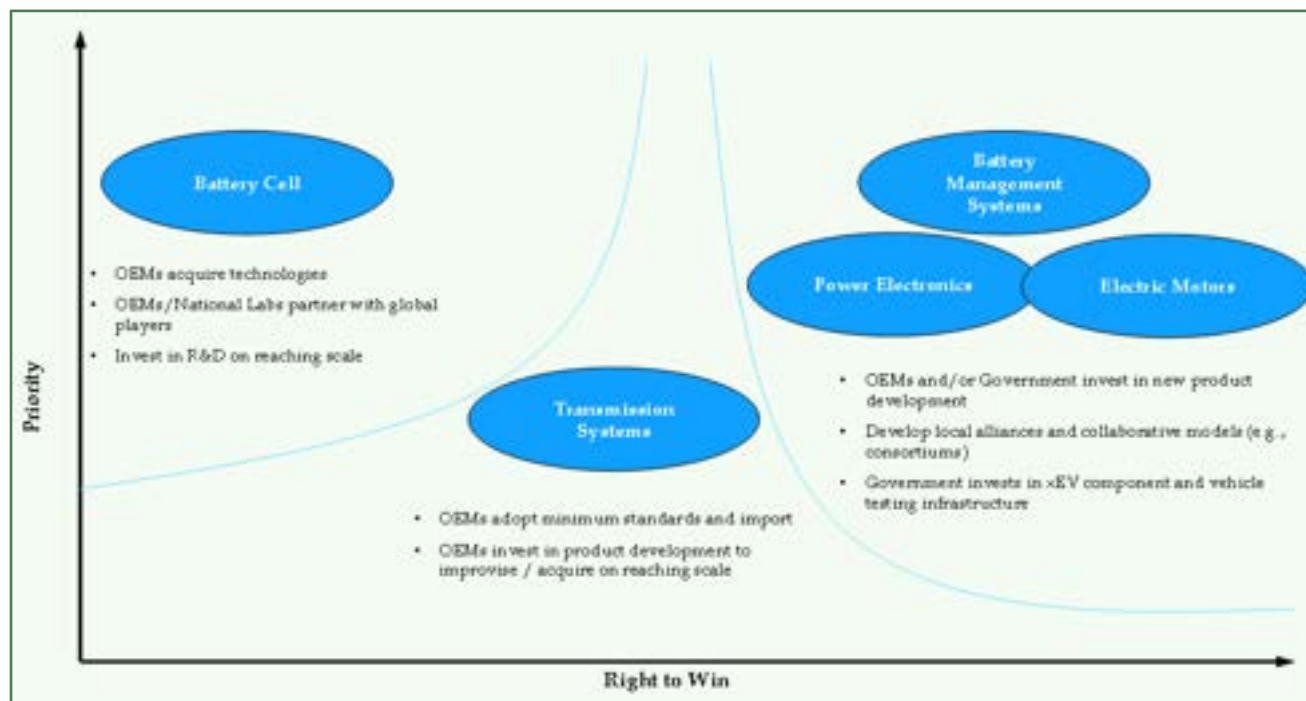 Priority
Battery Cell
• OEMs acquire technologies
• OEMs/National Labs partner with global
players
• Invest in R&D on reaching scale
Transmission
Systems
• OEMs adopt minimum standards and import
• OEMs invest in product development to
improvise / acquire on reaching scale
Battery
Management
Systems
Power Electronics
Electric Motors
• OEMs and/or Government invest in new product
development
• Develop local alliances and collaborative models (e.g.,
consortiums)
• Government invests in xEV component and vehicle
testing infrastructure
Right to Win